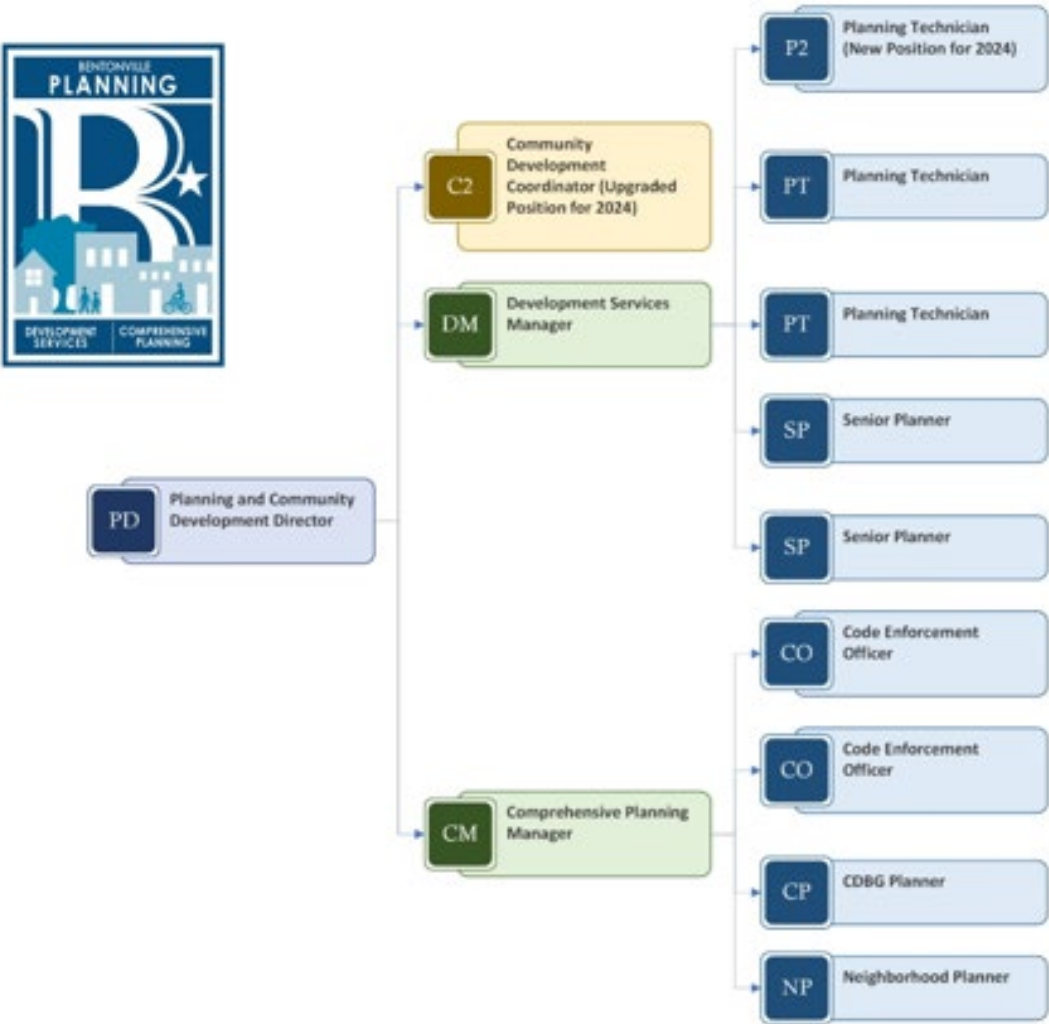 BENTONVILLE
PLANNING
B
DEVELOPMENT
SERVICES
COMPREHENSIVE
PLANNING
PD
Planning and Community
Development Director
C2
Community
Development
Coordinator (Upgraded
Position for 2024)
DM
Development Services
Manager
CM
Comprehensive Planning
Manager
P2
Planning Technician
(New Position for 2024)
PT
Planning Technician
PT
Planning Technician
SP
Senior Planner
SP
Senior Planner
CO
Code Enforcement
Officer
CO
Code Enforcement
Officer
CP
CDBG Planner
NP
Neighborhood Planner